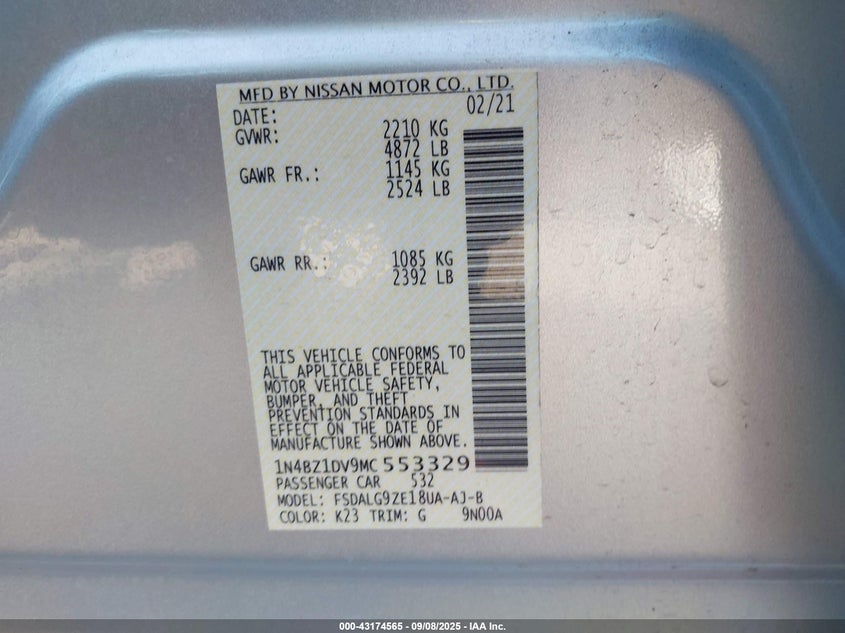 MFD BY NISSAN MOTOR CO., LTD.
DATE: 02/21
GVWR: 2210 KG
4872 LB
GAWR FR.: 1145 KG
2524 LB
GAWR RR.: 1085 KG
2392 LB
THIS VEHICLE CONFORMS TO
ALL APPLICABLE FEDERAL
MOTOR VEHICLE SAFETY,
BUMPER, AND THEFT
PREVENTION STANDARDS IN
EFFECT ON THE DATE OF
MANUFACTURE SHOWN ABOVE.
1N4BZ1DV9MC 553329
PASSENGER CAR 532
MODEL: FSDALG9ZE18UA-AJ-B
COLOR: K23 TRIM: G 9N00A
000-43174565 - 09/08/2025 - IAA Inc.